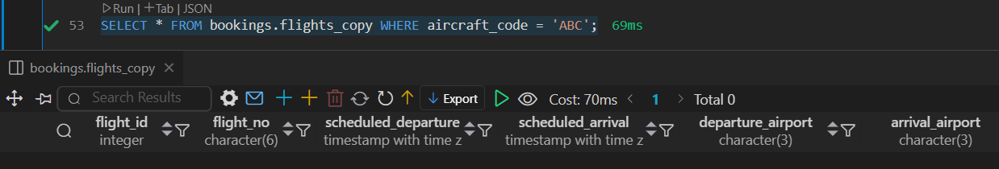 Run | +Tab | JSON
53 SELECT * FROM bookings.flights_copy WHERE aircraft_code = 'ABC'; 69ms
bookings.flights_copy
Search Results Export Cost: 70ms 1 Total 0
flight_id flight_no scheduled_departure scheduled_arrival departure_airport arrival_airport
integer character(6) timestamp with time z timestamp with time z character(3) character(3)